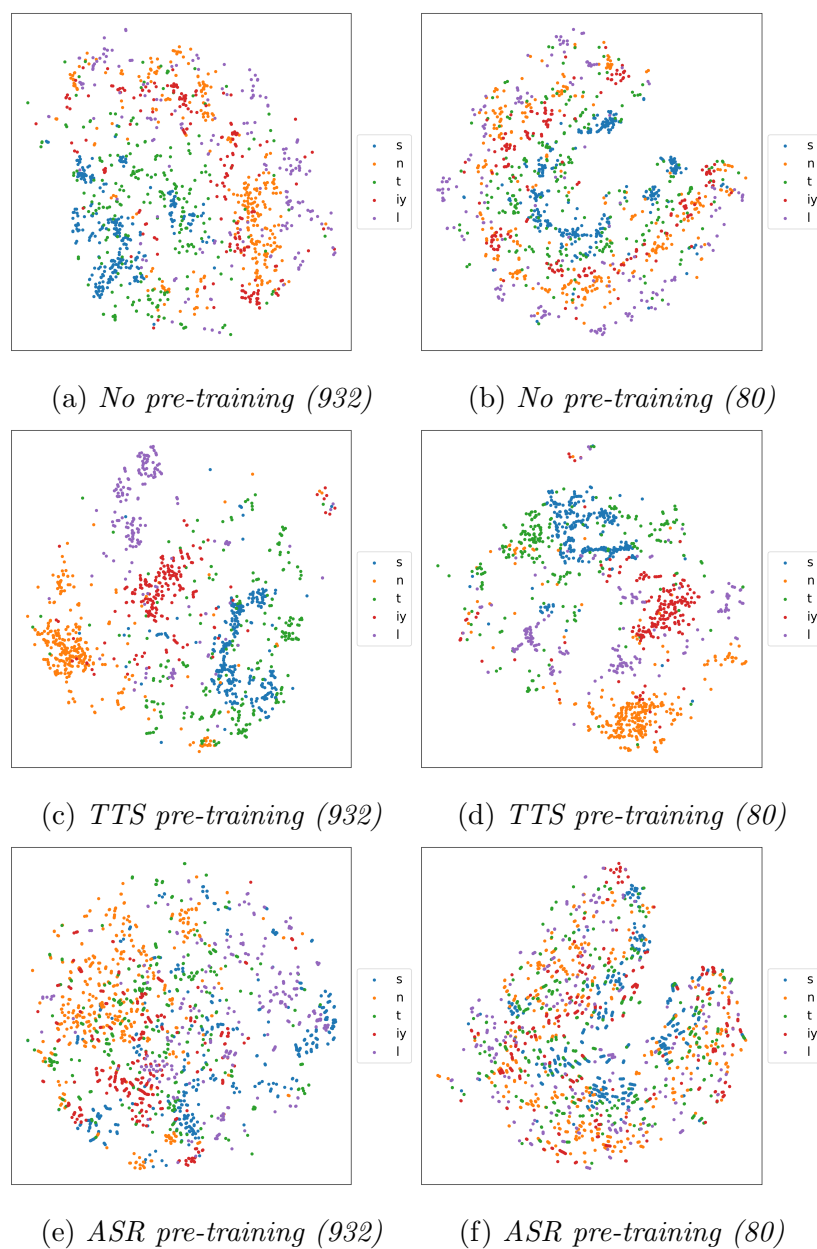 s
n
t
iy
l
s
n
t
iy
l
(a) No pre-training (932)
(b) No pre-training (80)
s
n
t
iy
l
s
n
t
iy
l
(c) TTS pre-training (932)
(d) TTS pre-training (80)
s
n
t
iy
l
s
n
t
iy
l
(e) ASR pre-training (932)
(f) ASR pre-training (80)